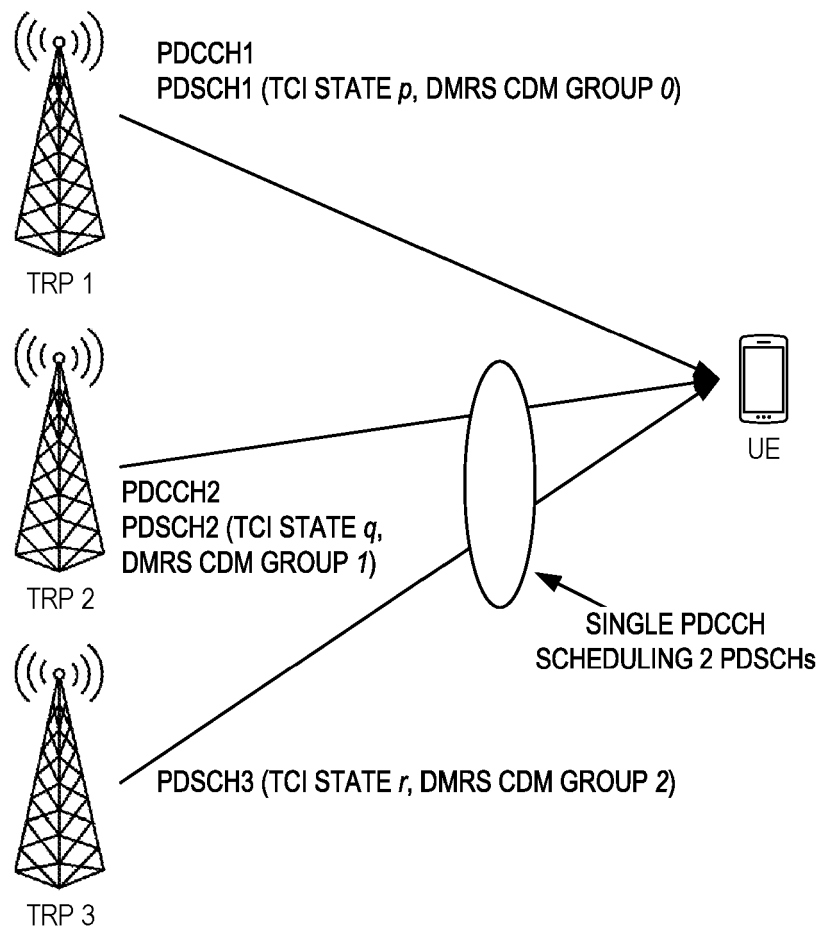 PDCCH1
PDSCH1 (TCI STATE p, DMRS CDM GROUP 0)
TRP 1
UE
PDCCH2
PDSCH2 (TCI STATE q,
DMRS CDM GROUP 1)
TRP 2
SINGLE PDCCH
SCHEDULING 2 PDSCHs
PDSCH3 (TCI STATE r, DMRS CDM GROUP 2)
TRP 3